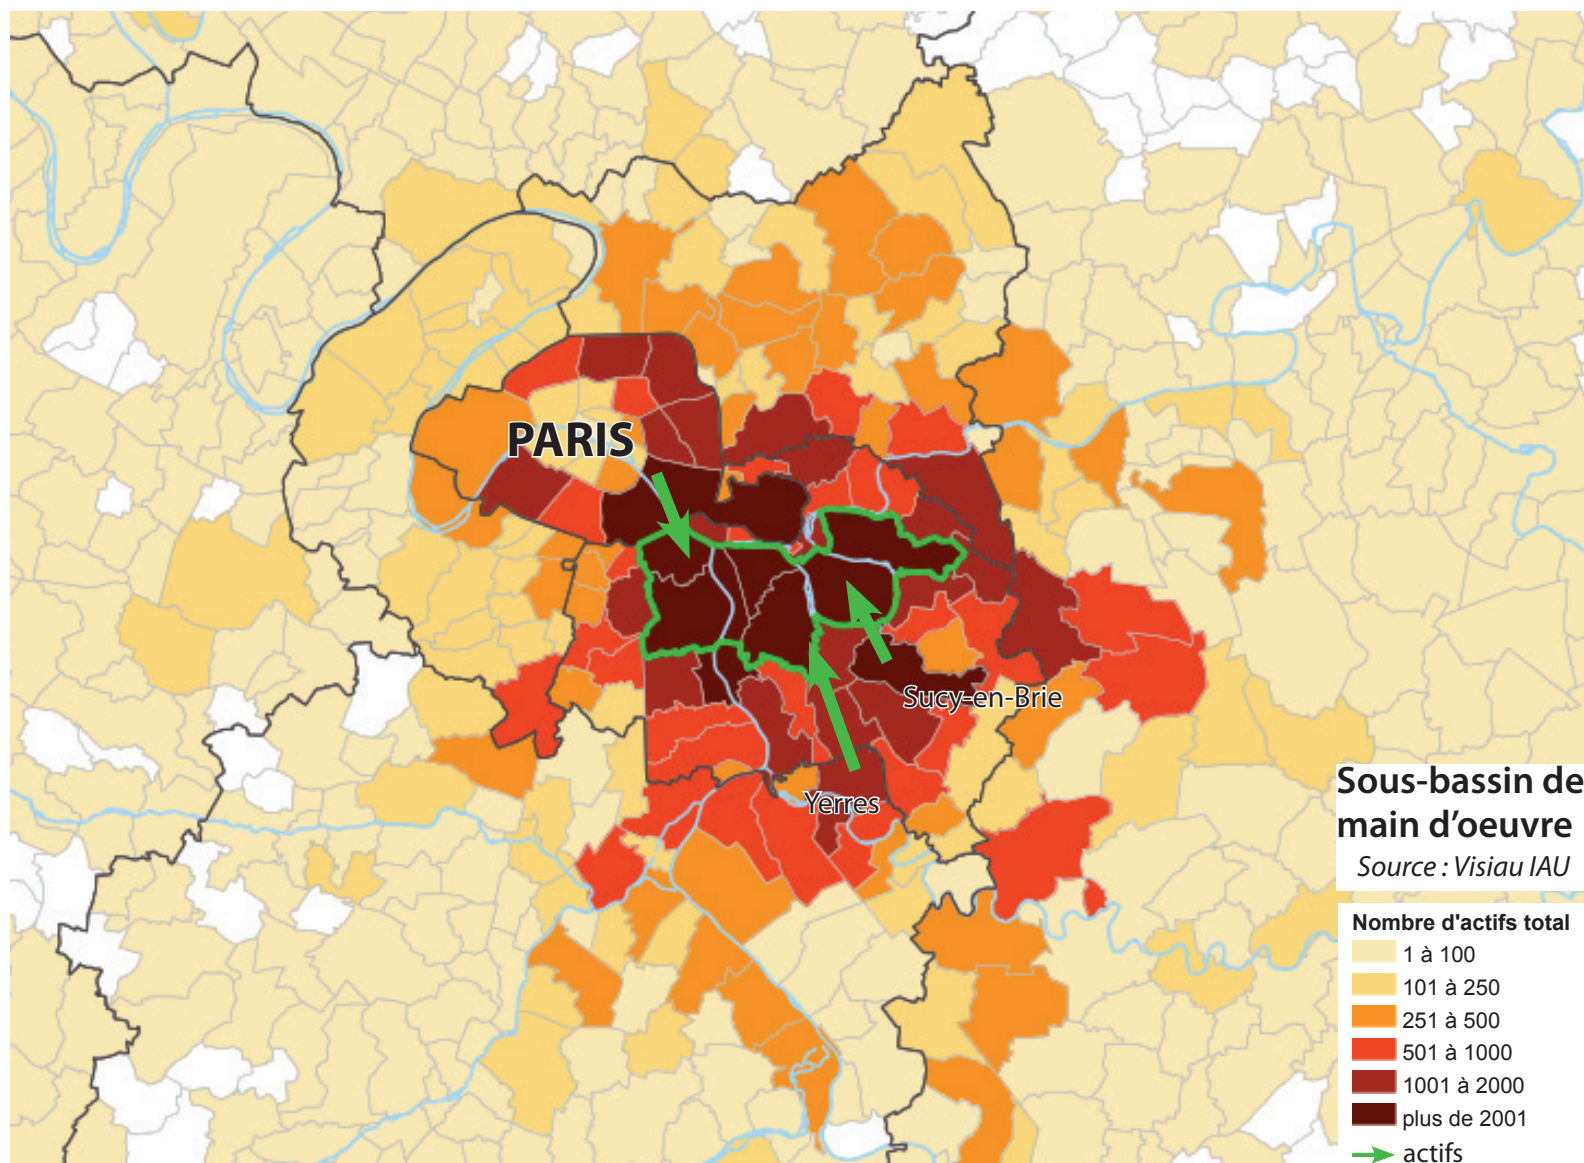 PARIS
Sucy-en-Brie
Yerres
Sous-bassin de
main d'oeuvre
Source : Visiau IAU
Nombre d'actifs total
1 à 100
101 à 250
251 à 500
501 à 1000
1001 à 2000
plus de 2001
actifs